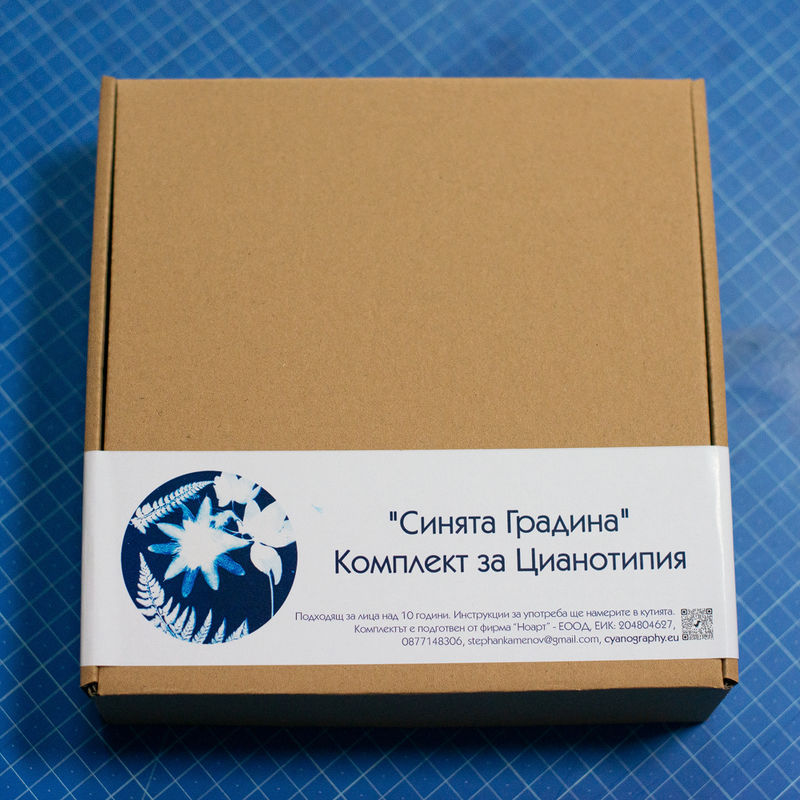 "Синята Градина"
Комплект за Цианотипия
Подходящ за лица над 10 години. Инструкции за употреба ще намерите в кутията.
Комплектът е подготвен от фирма "Ноарт" - ЕООД, ЕИК: 204804627,
0877148306, stephankamenov@gmail.com, cyanography.eu